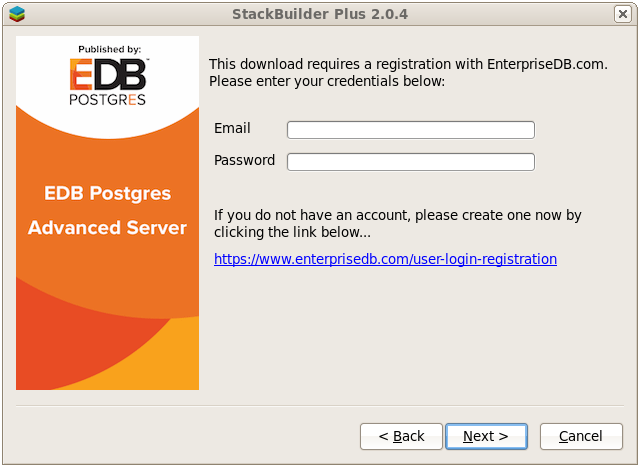 StackBuilder Plus 2.0.4
Published by:
EDB™
POSTGRES
EDB Postgres
Advanced Server
This download requires a registration with EnterpriseDB.com.
Please enter your credentials below:
Email
Password
If you do not have an account, please create one now by
clicking the link below...
https://www.enterprisedb.com/user-login-registration
< Back
Next >
Cancel